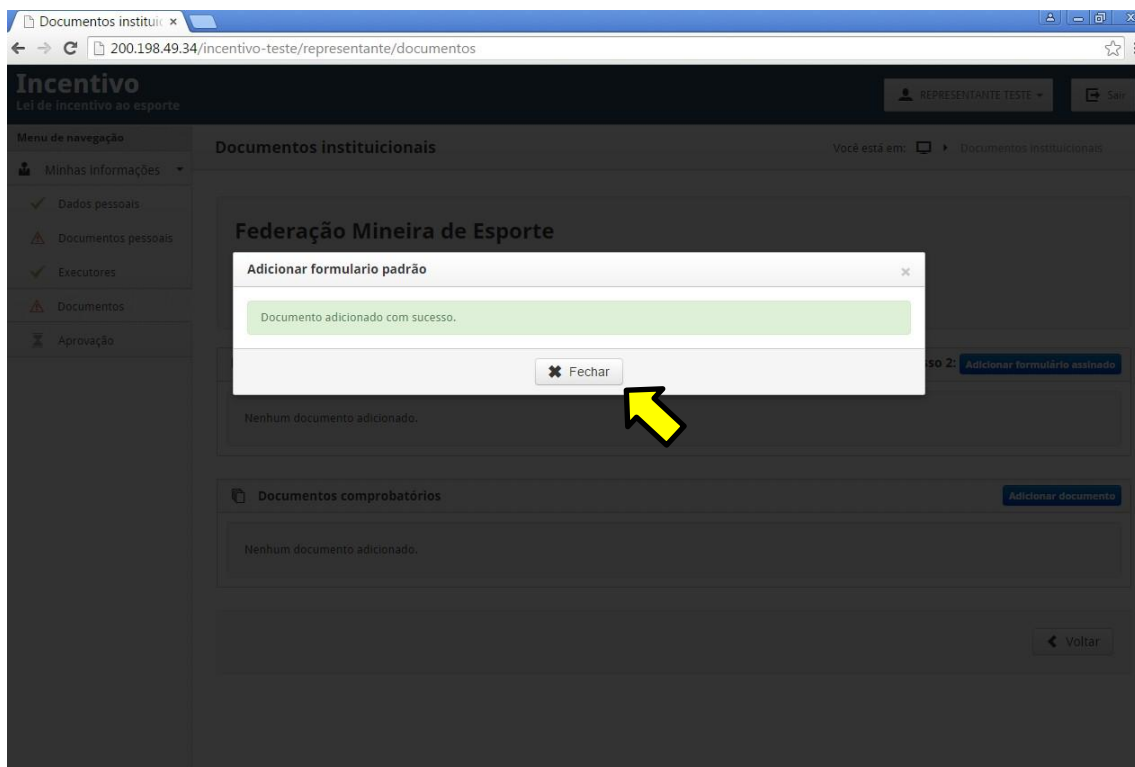 Documentos instituic
200.198.49.34/incentivo-teste/representante/documentos
Incentivo
Lei de incentivo ao esporte
REPRESENTANTE TESTE
Sair
Menu de navegação
Documentos instituicionais
Você está em: Documentos instituicionais
Minhas informações
Dados pessoais
Documentos pessoais
Executores
Documentos
Aprovação
Federação Mineira de Esporte
Adicionar formulario padrão
Documento adicionado com sucesso.
Fechar
sso 2: Adicionar formulário assinado
Nenhum documento adicionado.
Documentos comprobatórios
Adicionar documento
Nenhum documento adicionado.
Voltar